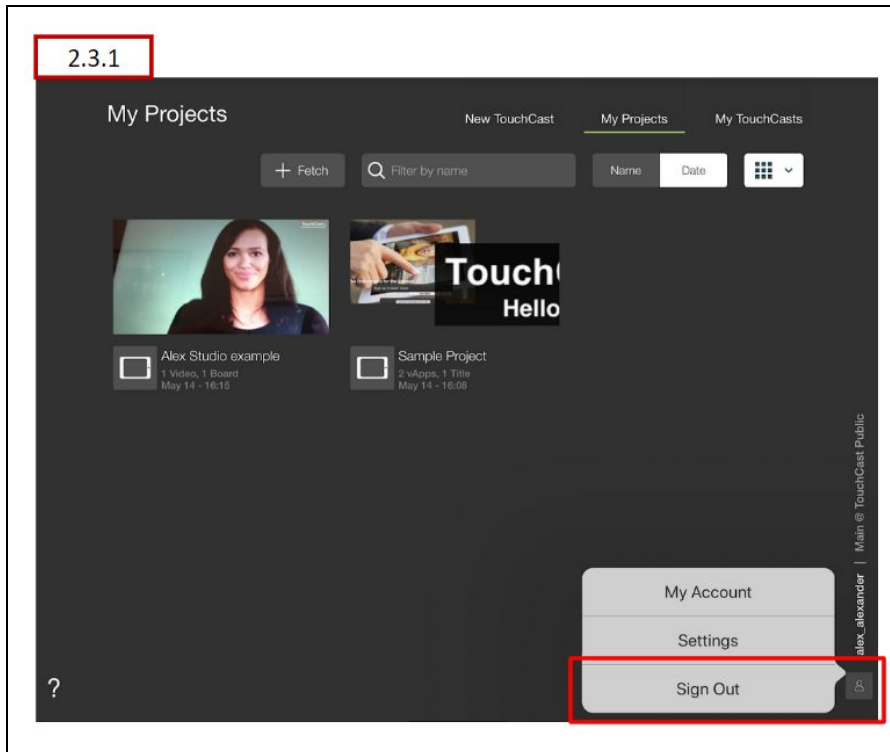 2.3.1
My Projects
New TouchCast
My Projects
My TouchCasts
+ Fetch
Filter by name
Name
Date
TouchCast
Touch
Hello
Alex Studio example
1 Video, 1 Board
May 14 - 16:15
Sample Project
2 vApps, 1 Title
May 14 - 16:08
alex_alexander | Main @ TouchCast Public
My Account
Settings
Sign Out
?